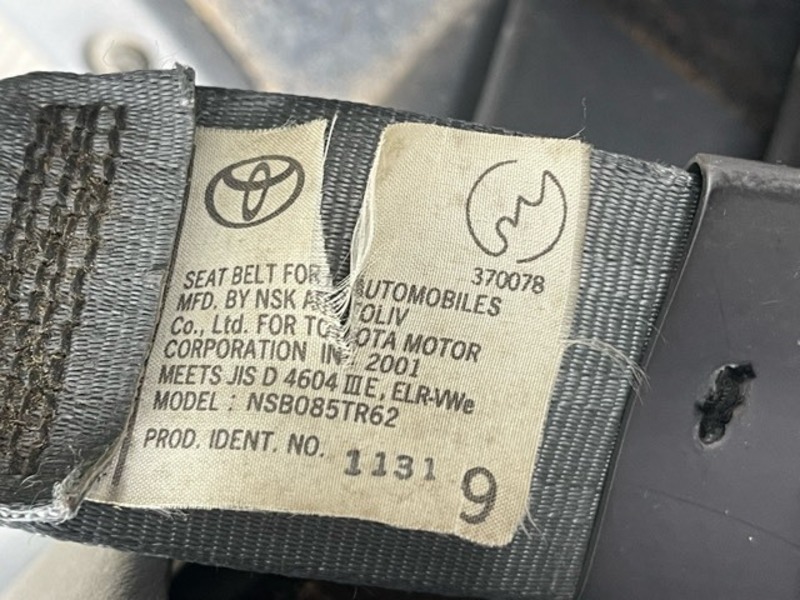 370078
SEAT BELT FOR AUTOMOBILES
MFD. BY NSK A TOLIV
Co., Ltd. FOR TO OTA MOTOR
CORPORATION IN 2001
MEETS JIS D 4604 III E, ELR-VWe
MODEL : NSB085TR62
PROD. IDENT. NO. 1131 9